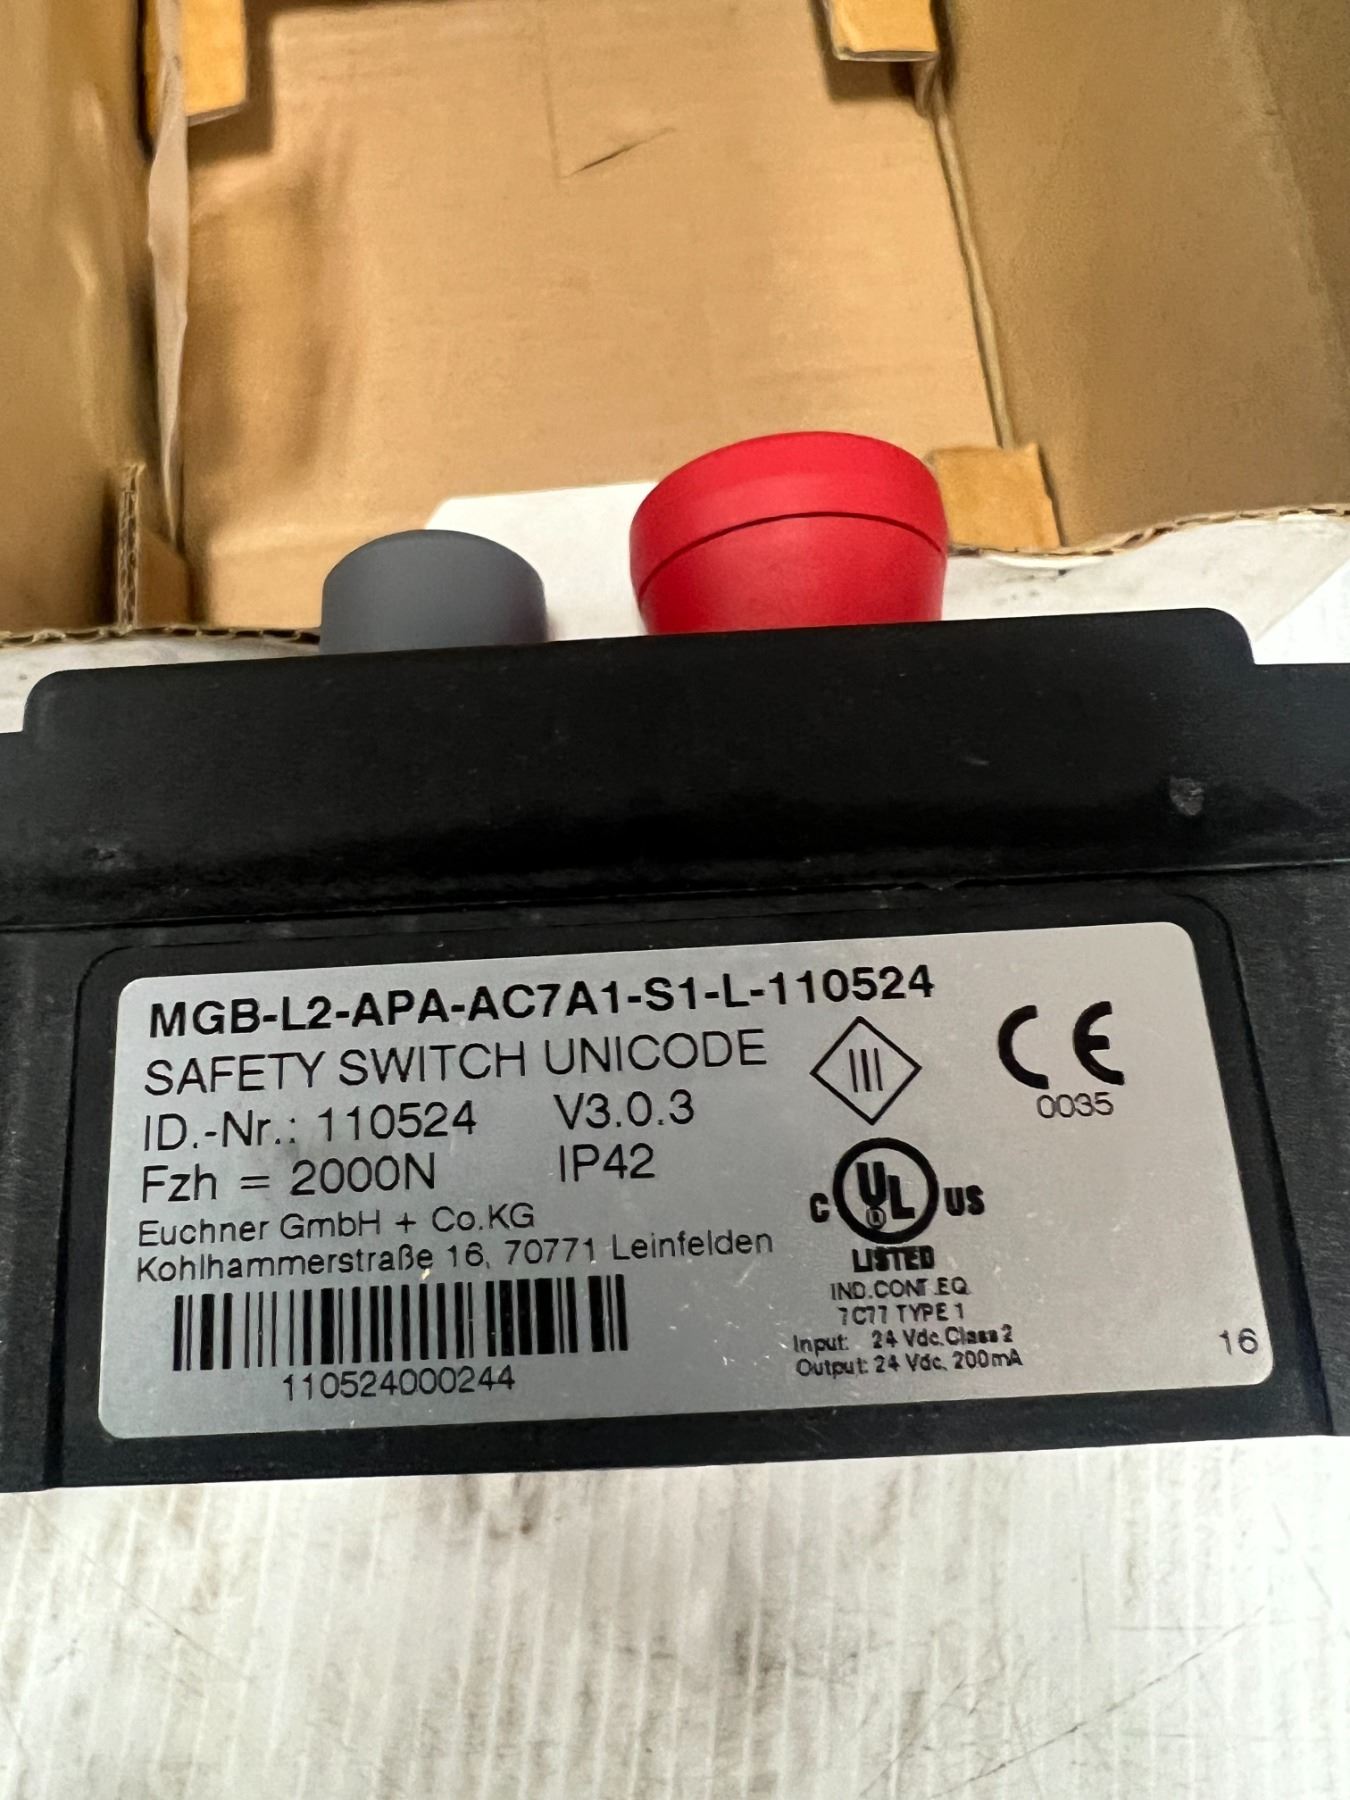 MGB-L2-APA-AC7A1-S1-L-110524
SAFETY SWITCH UNICODE
ID.-Nr.: 110524 V3.0.3
Fzh = 2000N IP42
Euchner GmbH + Co.KG
Kohlhammerstraße 16, 70771 Leinfelden
110524000244
III
CE
0035
C UL US
®
LISTED
IND.CONT.EQ
7C77 TYPE 1
Input: 24 Vdc, Class 2
Output: 24 Vdc, 200mA
16